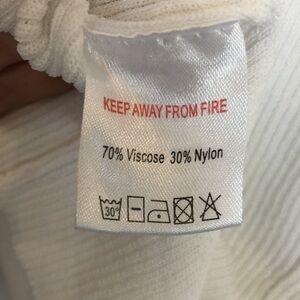 KEEP AWAY FROM FIRE
70% Viscose 30% Nylon
30°